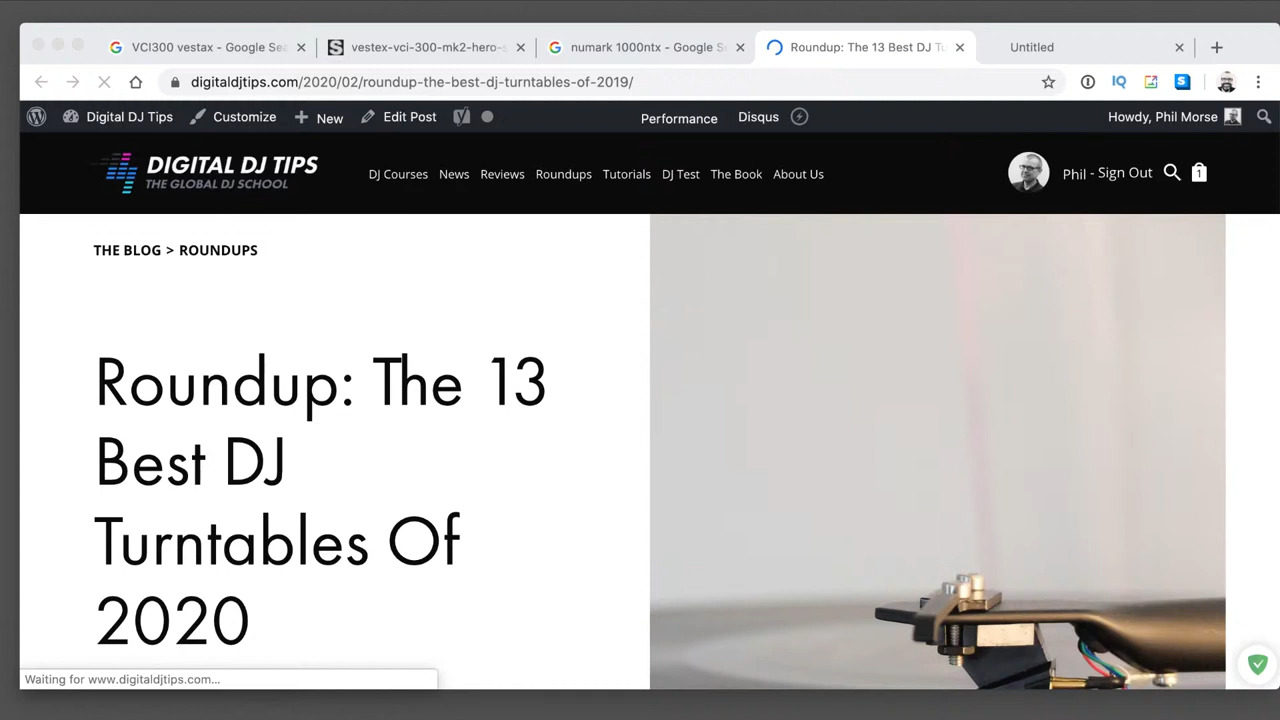 VCI300 vestax - Google Se
vestex-vci-300-mk2-hero-s
numark 1000ntx - Google S
Roundup: The 13 Best DJ Tu
Untitled
digitaldjtips.com/2020/02/roundup-the-best-dj-turntables-of-2019/
Digital DJ Tips
Customize
New
Edit Post
Performance
Disqus
Howdy, Phil Morse
DIGITAL DJ TIPS
THE GLOBAL DJ SCHOOL
DJ Courses
News
Reviews
Roundups
Tutorials
DJ Test
The Book
About Us
Phil - Sign Out
1
THE BLOG > ROUNDUPS
Roundup: The 13
Best DJ
Turntables Of
2020
Waiting for www.digitaldjtips.com...